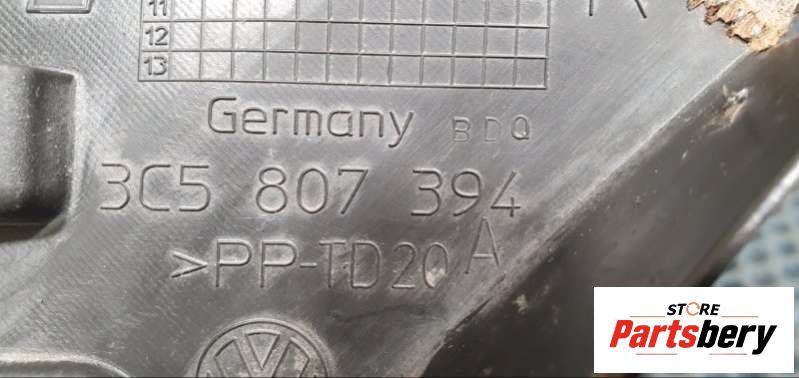 11
12
13
Germany BDQ
3C5 807 394
A
>PP-TD20
STORE
Partsbery